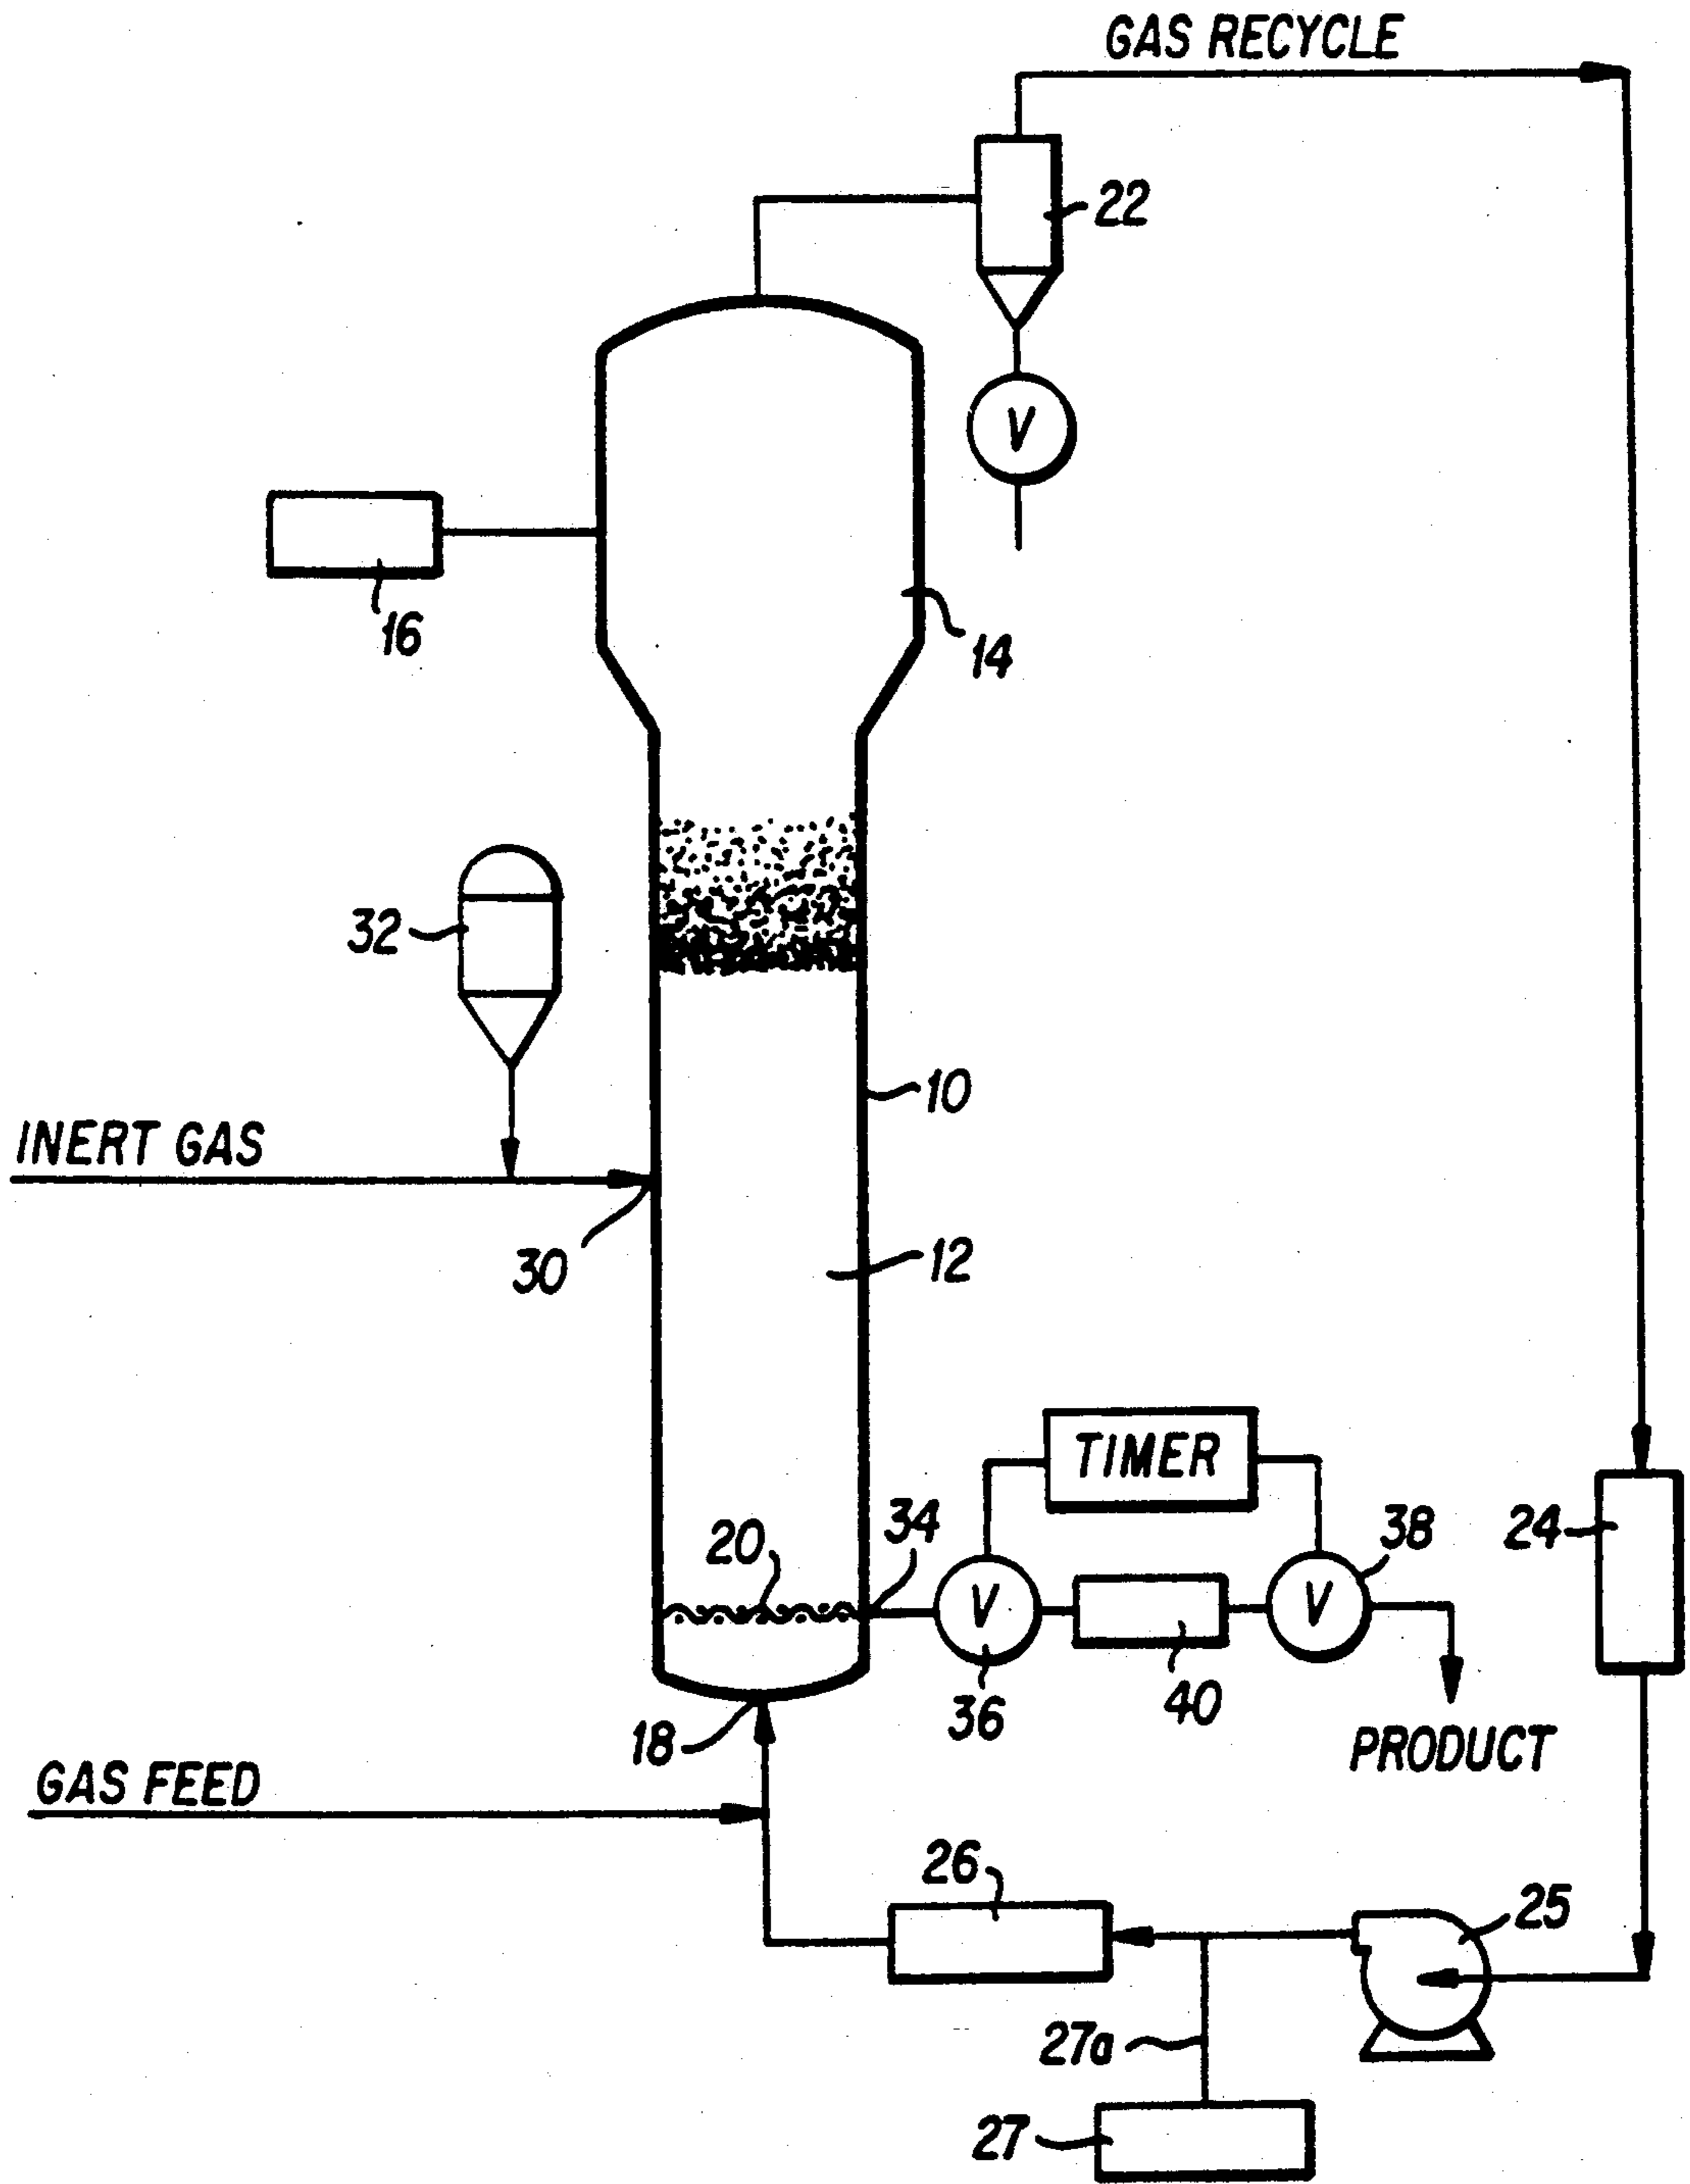 GAS RECYCLE
22
V
16
14
32
10
INERT GAS
30
12
TIMER
34
38
24
20
V
V
36
40
18
PRODUCT
GAS FEED
26
25
27a
27